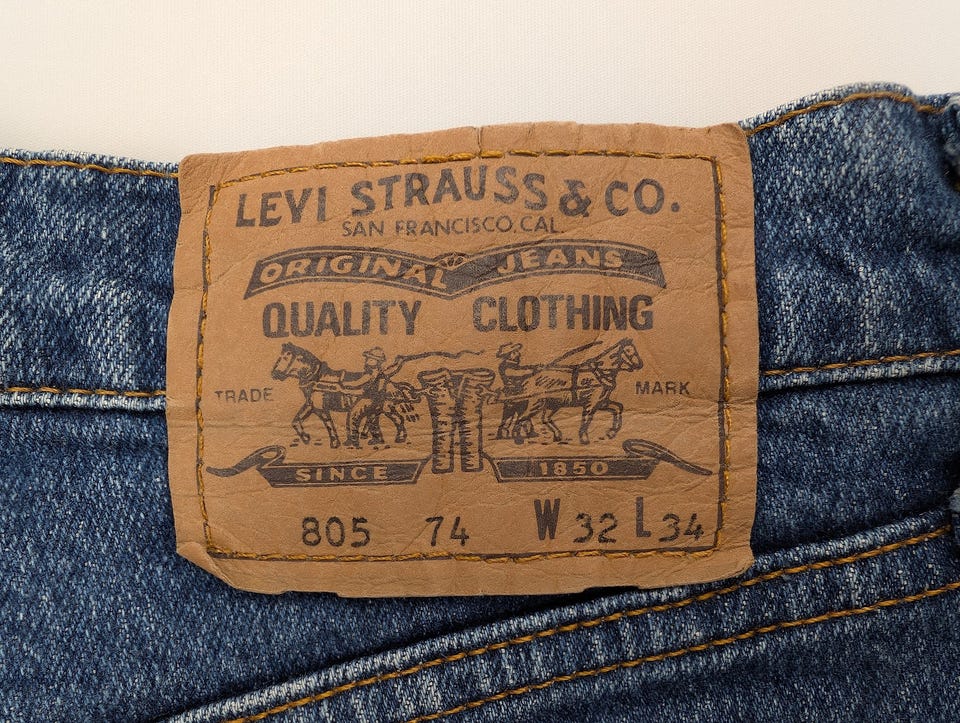 LEVI STRAUSS & CO.
SAN FRANCISCO, CAL.
ORIGINAL JEANS
QUALITY CLOTHING
TRADE MARK
SINCE 1850
805 74 W 32 L 34